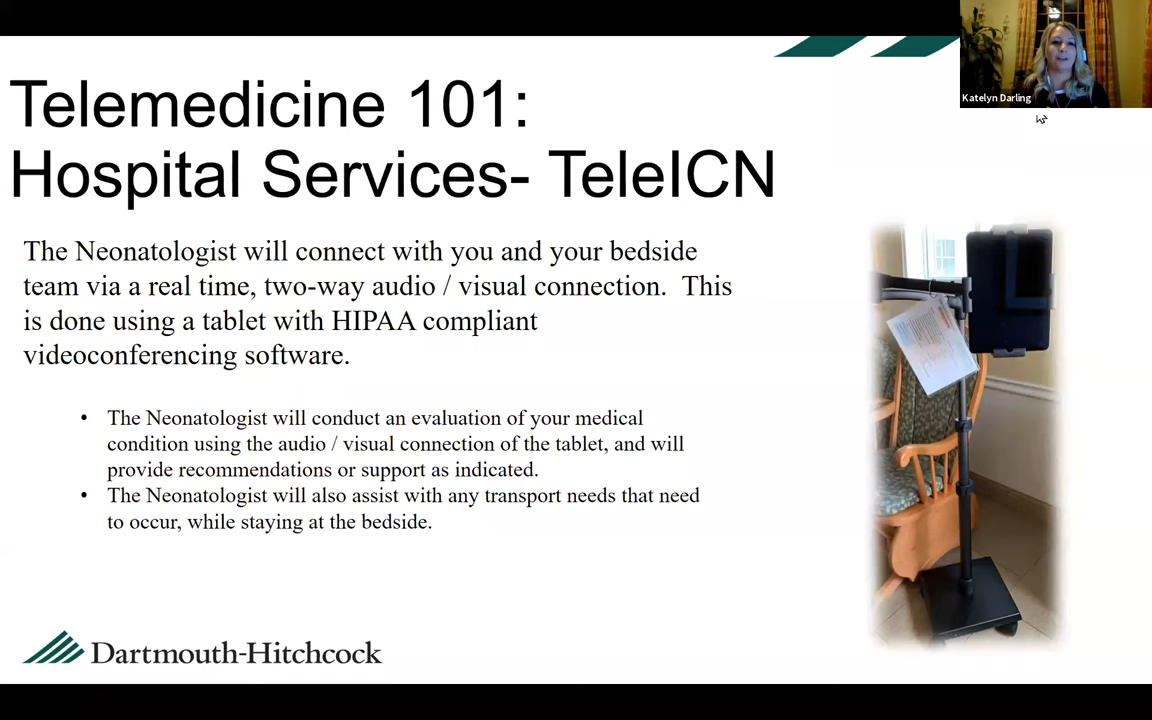 Katelyn Darling
Telemedicine 101:
Hospital Services- TeleICN
The Neonatologist will connect with you and your bedside
team via a real time, two-way audio / visual connection.  This
is done using a tablet with HIPAA compliant
videoconferencing software.
• The Neonatologist will conduct an evaluation of your medical
condition using the audio / visual connection of the tablet, and will
provide recommendations or support as indicated.
• The Neonatologist will also assist with any transport needs that need
to occur, while staying at the bedside.
Dartmouth-Hitchcock